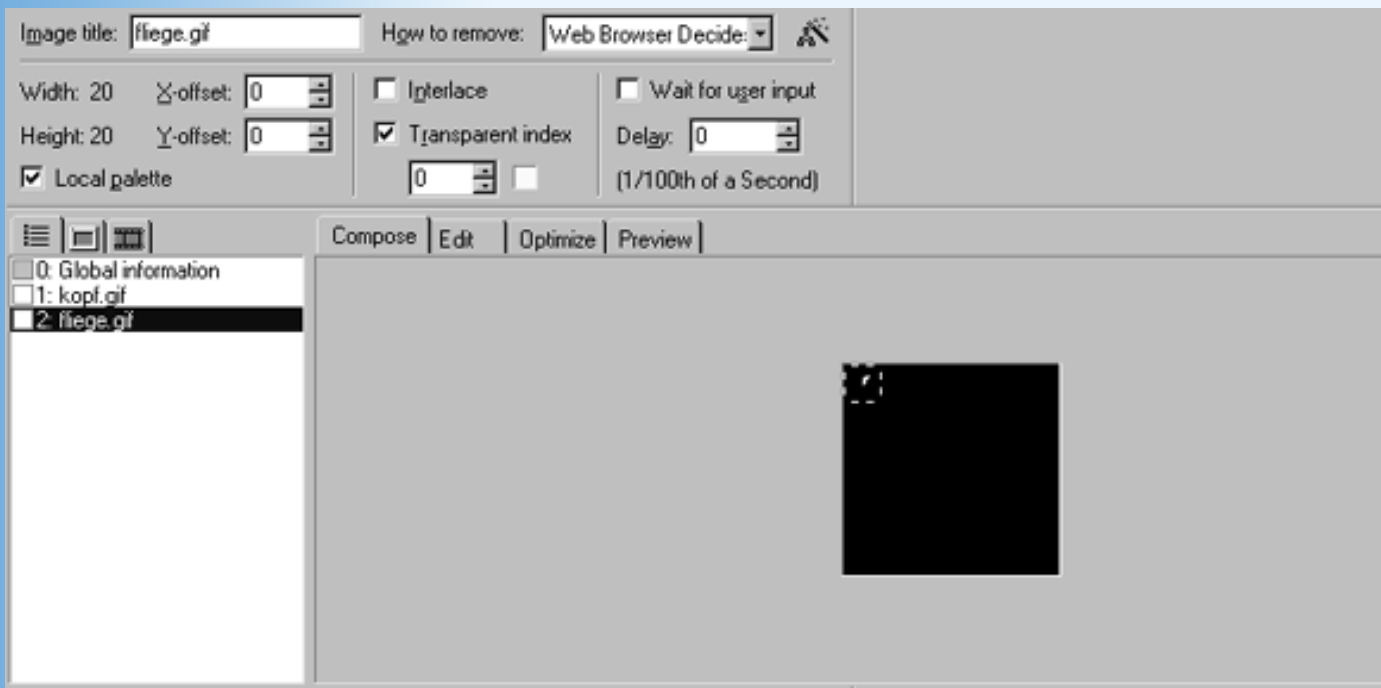 Image title: fliege.gif How to remove: Web Browser Decide:
Width: 20 X-offset: 0 Interlace Wait for user input
Height: 20 Y-offset: 0 Transparent index Delay: 0
Local palette 0 (1/100th of a Second)
Compose Edit Optimize Preview
0: Global information
1: kopf.gif
2: fliege.gif